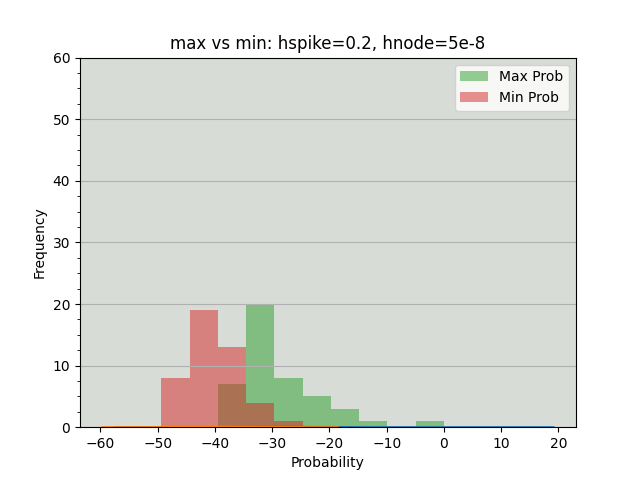 max vs min: hspike=0.2, hnode=5e-8
Max Prob
Min Prob
60
50
40
30
20
10
0
Frequency
−60 −50 −40 −30 −20 −10 0 10 20
Probability